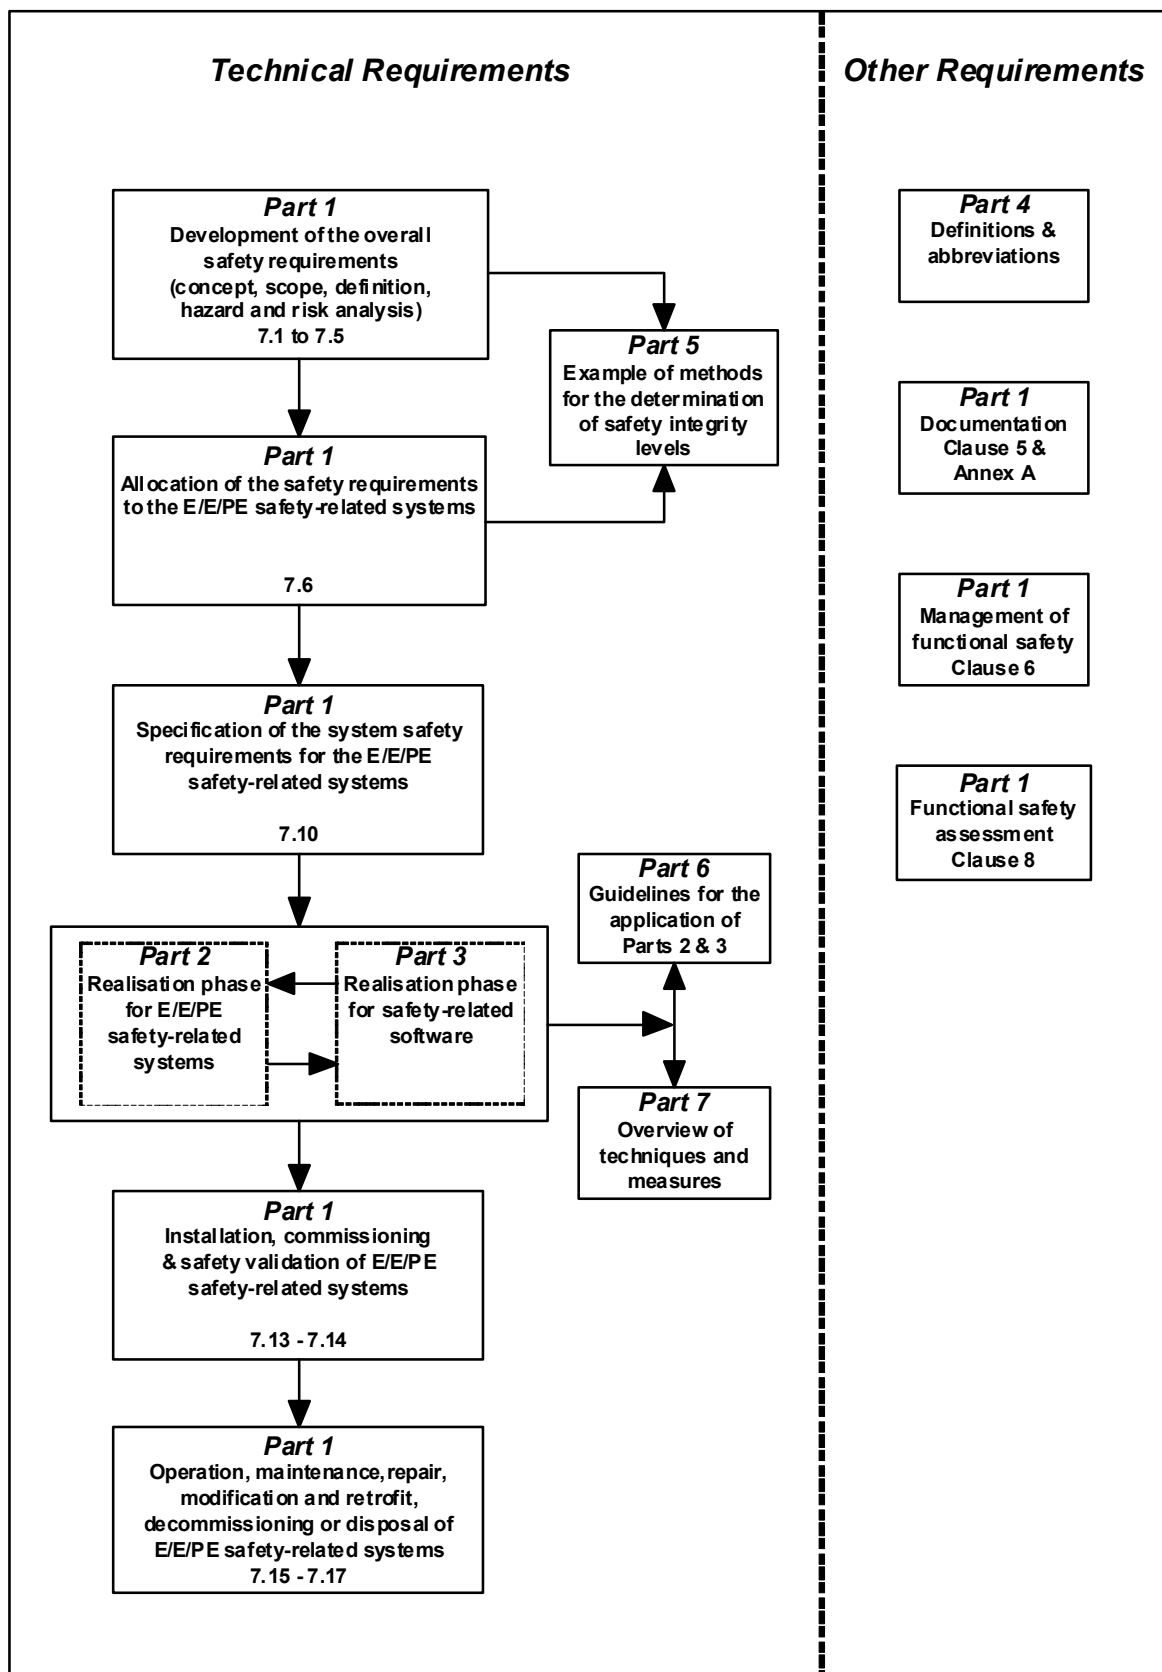 Technical Requirements
Other Requirements
Part 1
Development of the overall
safety requirements
(concept, scope, definition,
hazard and risk analysis)
7.1 to 7.5
Part 5
Example of methods
for the determination
of safety integrity
levels
Part 1
Allocation of the safety requirements
to the E/E/PE safety-related systems
7.6
Part 1
Specification of the system safety
requirements for the E/E/PE
safety-related systems
7.10
Part 2
Realisation phase
for E/E/PE
safety-related
systems
Part 3
Realisation phase
for safety-related
software
Part 6
Guidelines for the
application of
Parts 2 & 3
Part 7
Overview of
techniques and
measures
Part 1
Installation, commissioning
& safety validation of E/E/PE
safety-related systems
7.13 - 7.14
Part 1
Operation, maintenance, repair,
modification and retrofit,
decommissioning or disposal of
E/E/PE safety-related systems
7.15 - 7.17
Part 4
Definitions &
abbreviations
Part 1
Documentation
Clause 5 &
Annex A
Part 1
Management of
functional safety
Clause 6
Part 1
Functional safety
assessment
Clause 8